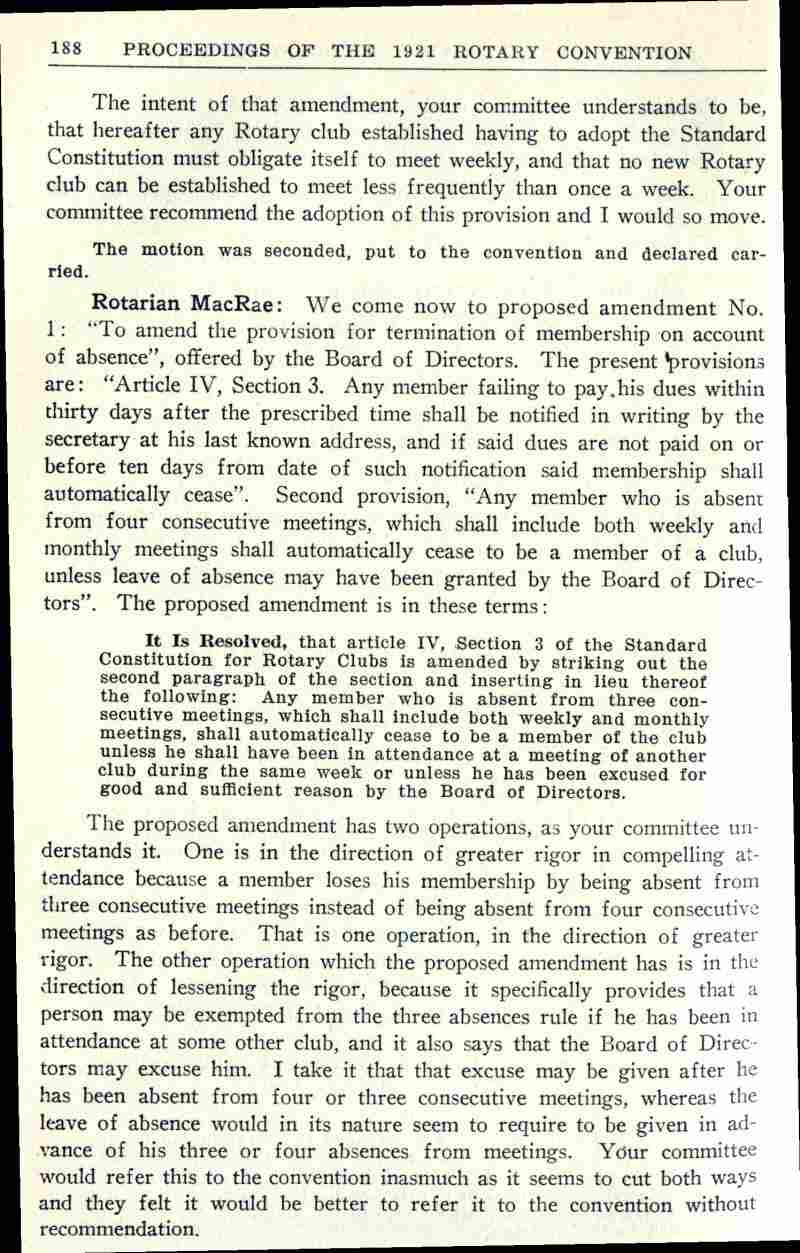 188 PROCEEDINGS OF THE 1921 ROTARY CONVENTION
The intent of that amendment, your committee understands to be,
that hereafter any Rotary club established having to adopt the Standard
Constitution must obligate itself to meet weekly, and that no new Rotary
club can be established to meet less frequently than once a week. Your
committee recommend the adoption of this provision and I would so move.
The motion was seconded, put to the convention and declared car-
ried.
Rotarian MacRae: We come now to proposed amendment No.
1: “To amend the provision for termination of membership on account
of absence”, offered by the Board of Directors. The present provisions
are: “Article IV, Section 3. Any member failing to pay his dues within
thirty days after the prescribed time shall be notified in writing by the
secretary at his last known address, and if said dues are not paid on or
before ten days from date of such notification said membership shall
automatically cease”. Second provision, “Any member who is absent
from four consecutive meetings, which shall include both weekly and
monthly meetings shall automatically cease to be a member of a club,
unless leave of absence may have been granted by the Board of Direc-
tors”. The proposed amendment is in these terms:
It Is Resolved, that article IV, Section 3 of the Standard
Constitution for Rotary Clubs is amended by striking out the
second paragraph of the section and inserting in lieu thereof
the following: Any member who is absent from three con-
secutive meetings, which shall include both weekly and monthly
meetings, shall automatically cease to be a member of the club
unless he shall have been in attendance at a meeting of another
club during the same week or unless he has been excused for
good and sufficient reason by the Board of Directors.
The proposed amendment has two operations, as your committee un-
derstands it. One is in the direction of greater rigor in compelling at-
tendance because a member loses his membership by being absent from
three consecutive meetings instead of being absent from four consecutive
meetings as before. That is one operation, in the direction of greater
rigor. The other operation which the proposed amendment has is in the
direction of lessening the rigor, because it specifically provides that a
person may be exempted from the three absences rule if he has been in
attendance at some other club, and it also says that the Board of Direc-
tors may excuse him. I take it that that excuse may be given after he
has been absent from four or three consecutive meetings, whereas the
leave of absence would in its nature seem to require to be given in ad-
vance of his three or four absences from meetings. Your committee
would refer this to the convention inasmuch as it seems to cut both ways
and they felt it would be better to refer it to the convention without
recommendation.